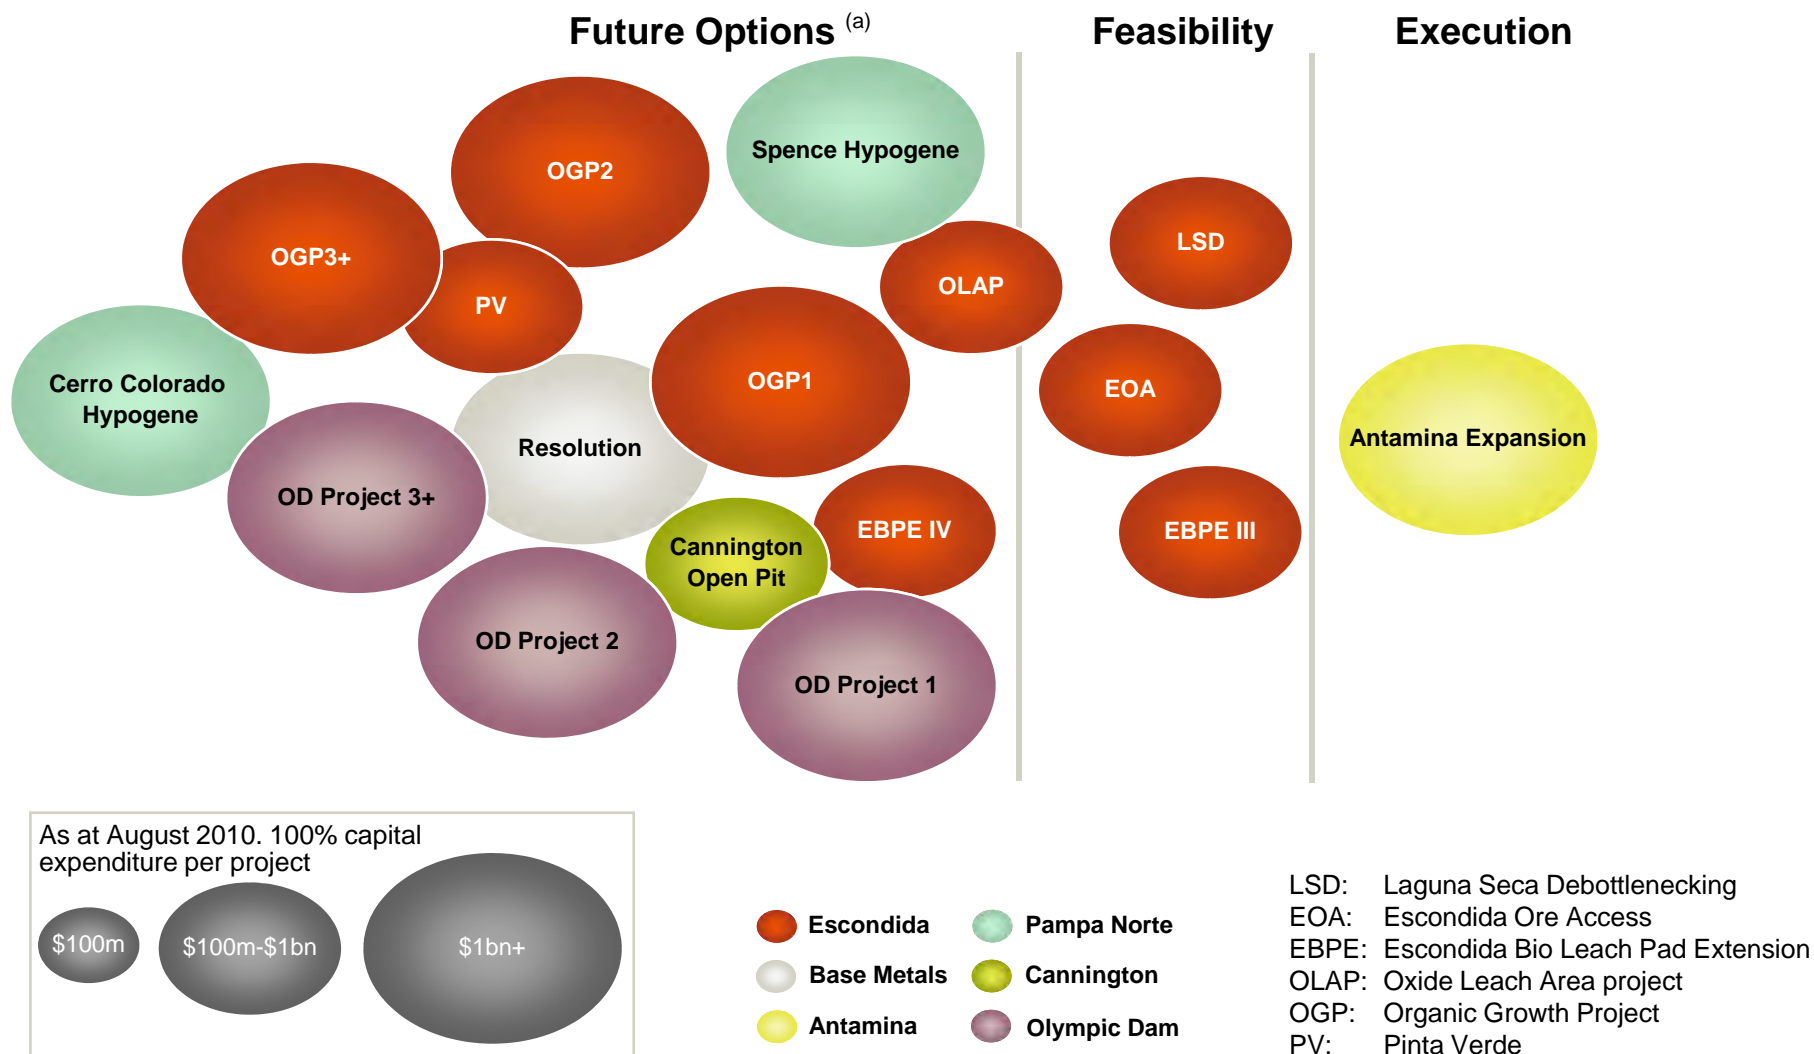 Future Options (a)
Feasibility
Execution
OGP2
Spence Hypogene
OGP3+
LSD
PV
OLAP
Cerro Colorado
Hypogene
OGP1
EOA
Antamina Expansion
Resolution
OD Project 3+
EBPE IV
EBPE III
Cannington
Open Pit
OD Project 2
OD Project 1
As at August 2010. 100% capital
expenditure per project
$100m
$100m-$1bn
$1bn+
Escondida
Pampa Norte
Base Metals
Cannington
Antamina
Olympic Dam
LSD: Laguna Seca Debottlenecking
EOA: Escondida Ore Access
EBPE: Escondida Bio Leach Pad Extension
OLAP: Oxide Leach Area project
OGP: Organic Growth Project
PV: Pinta Verde